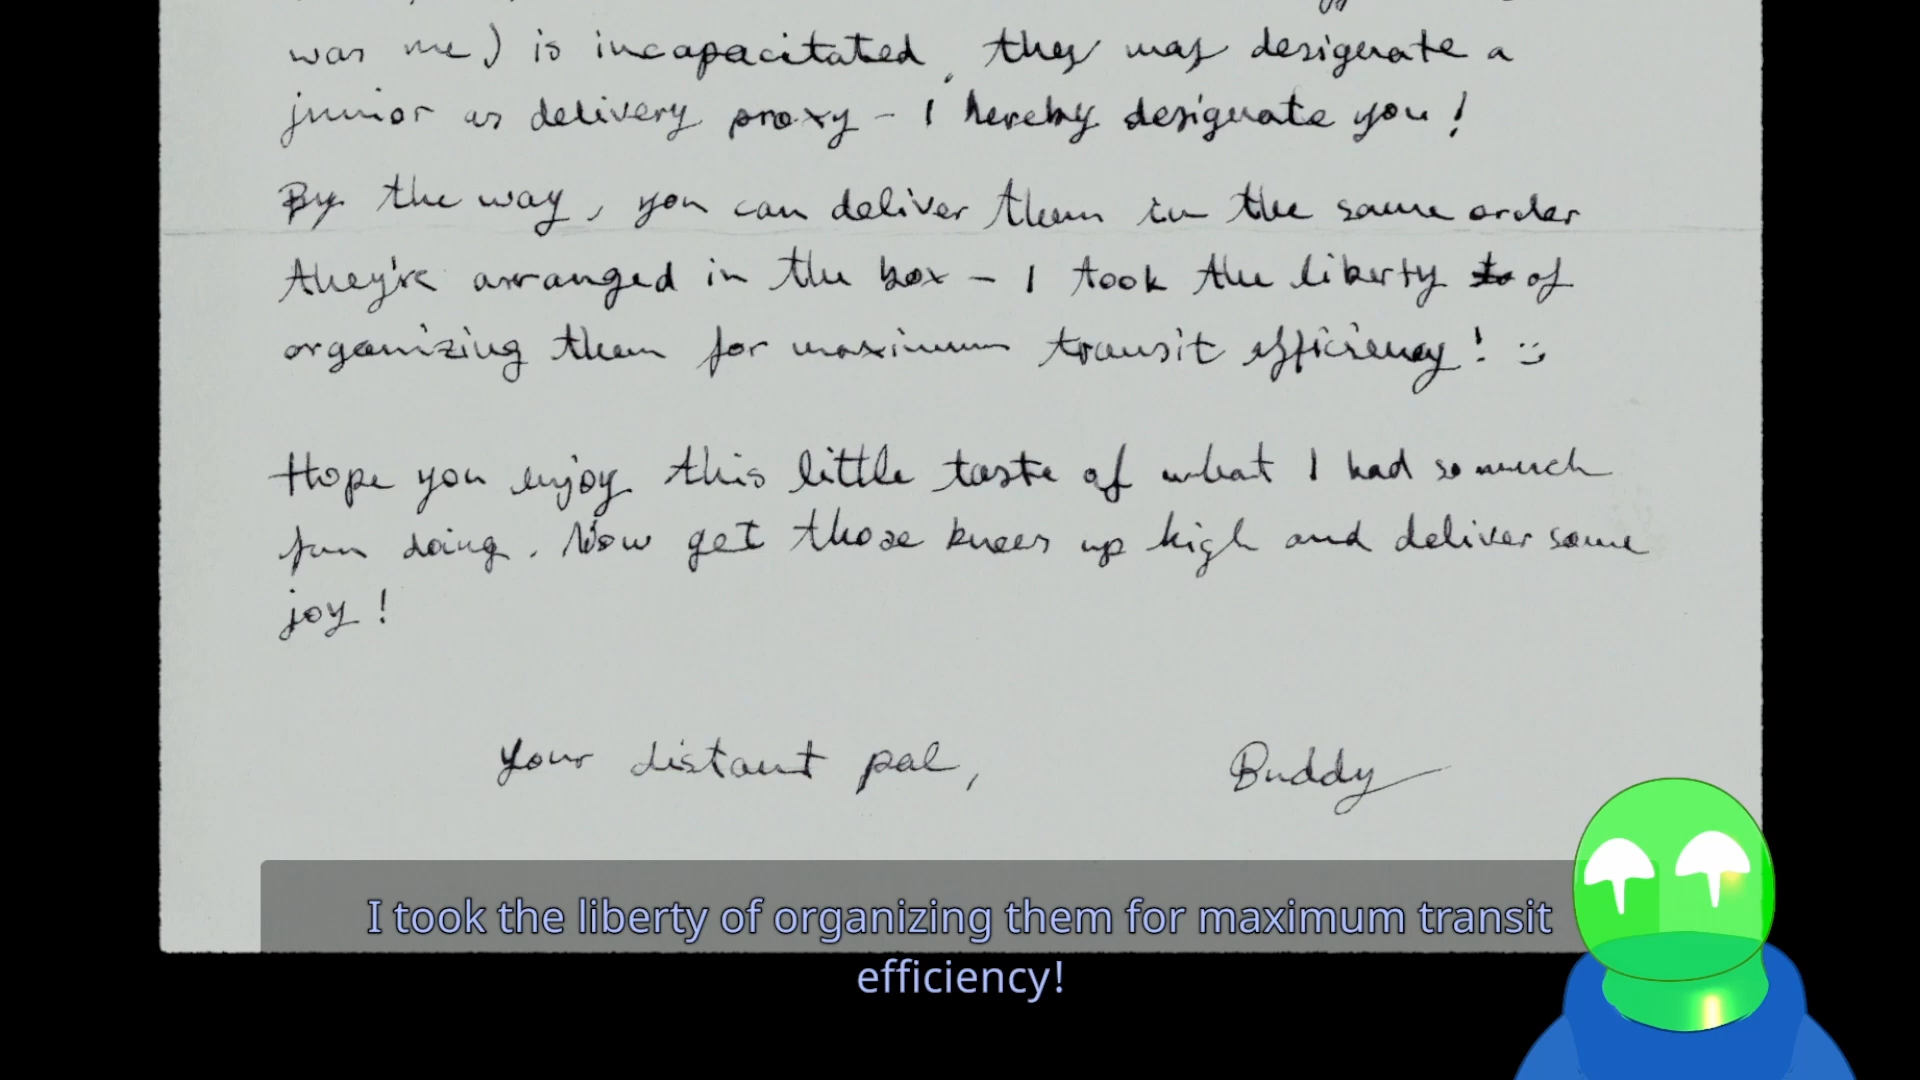 was me) is incapacitated, they may designate a
junior as delivery proxy - I hereby designate you!
By the way, you can deliver them in the same order
they're arranged in the box - I took the liberty to of
organizing them for maximum transit efficiency! :)
Hope you enjoy this little taste of what I had so much
fun doing. Now get those knees up high and deliver some
joy!
Your distant pal, Buddy
I took the liberty of organizing them for maximum transit
efficiency!